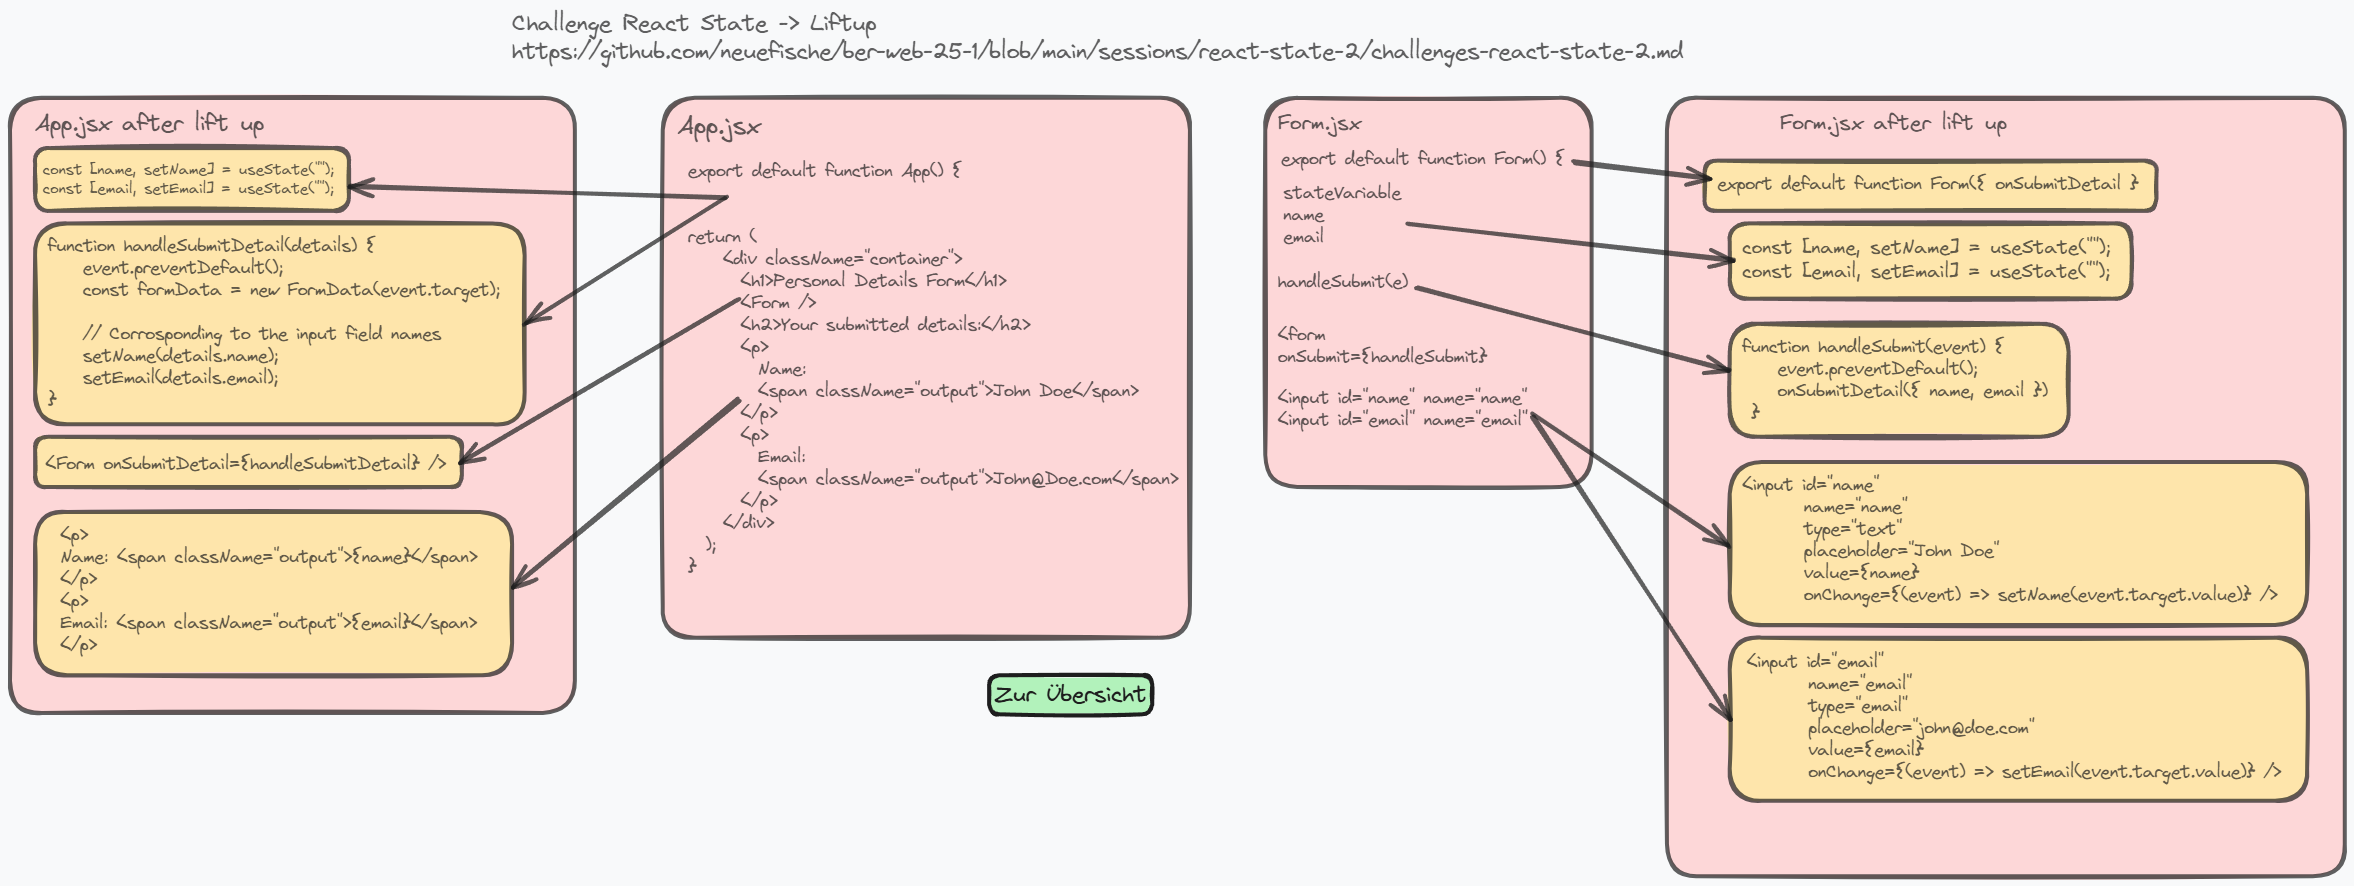 Challenge React State -> Liftup
https://github.com/neuefische/ber-web-25-1/blob/main/sessions/react-state-2/challenges-react-state-2.md
App.jsx after lift up
const [name, setName] = useState("");
const [email, setEmail] = useState("");
function handleSubmitDetail(details) {
event.preventDefault();
const formData = new FormData(event.target);
// Corrosponding to the input field names
setName(details.name);
setEmail(details.email);
}
<Form onSubmitDetail={handleSubmitDetail} />
<p>
Name: <span className="output">{name}</span>
</p>
<p>
Email: <span className="output">{email}</span>
</p>
App.jsx
export default function App() {
return (
<div className="container">
<h1>Personal Details Form</h1>
<Form />
<h2>Your submitted details:</h2>
<p>
Name:
<span className="output">John Doe</span>
</p>
<p>
Email:
<span className="output">John@Doe.com</span>
</p>
</div>
);
}
Zur Übersicht
Form.jsx
export default function Form() {
stateVariable
name
email
handleSubmit(e)
<form
onSubmit={handleSubmit}
<input id="name" name="name"
<input id="email" name="email"
Form.jsx after lift up
export default function Form({ onSubmitDetail }
const [name, setName] = useState("");
const [email, setEmail] = useState("");
function handleSubmit(event) {
event.preventDefault();
onSubmitDetail({ name, email })
}
<input id="name"
name="name"
type="text"
placeholder="John Doe"
value={name}
onChange={(event) => setName(event.target.value)} />
<input id="email"
name="email"
type="email"
placeholder="john@doe.com"
value={email}
onChange={(event) => setEmail(event.target.value)} />